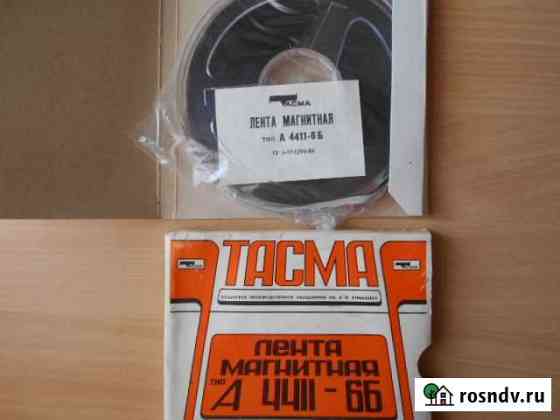 ТАСМА
ЛЕНТА МАГНИТНАЯ
тип А 4411-6Б
ТАСМА
ЛЕНТА
МАГНИТНАЯ
ТИП А 4411-6Б
rosndv.ru